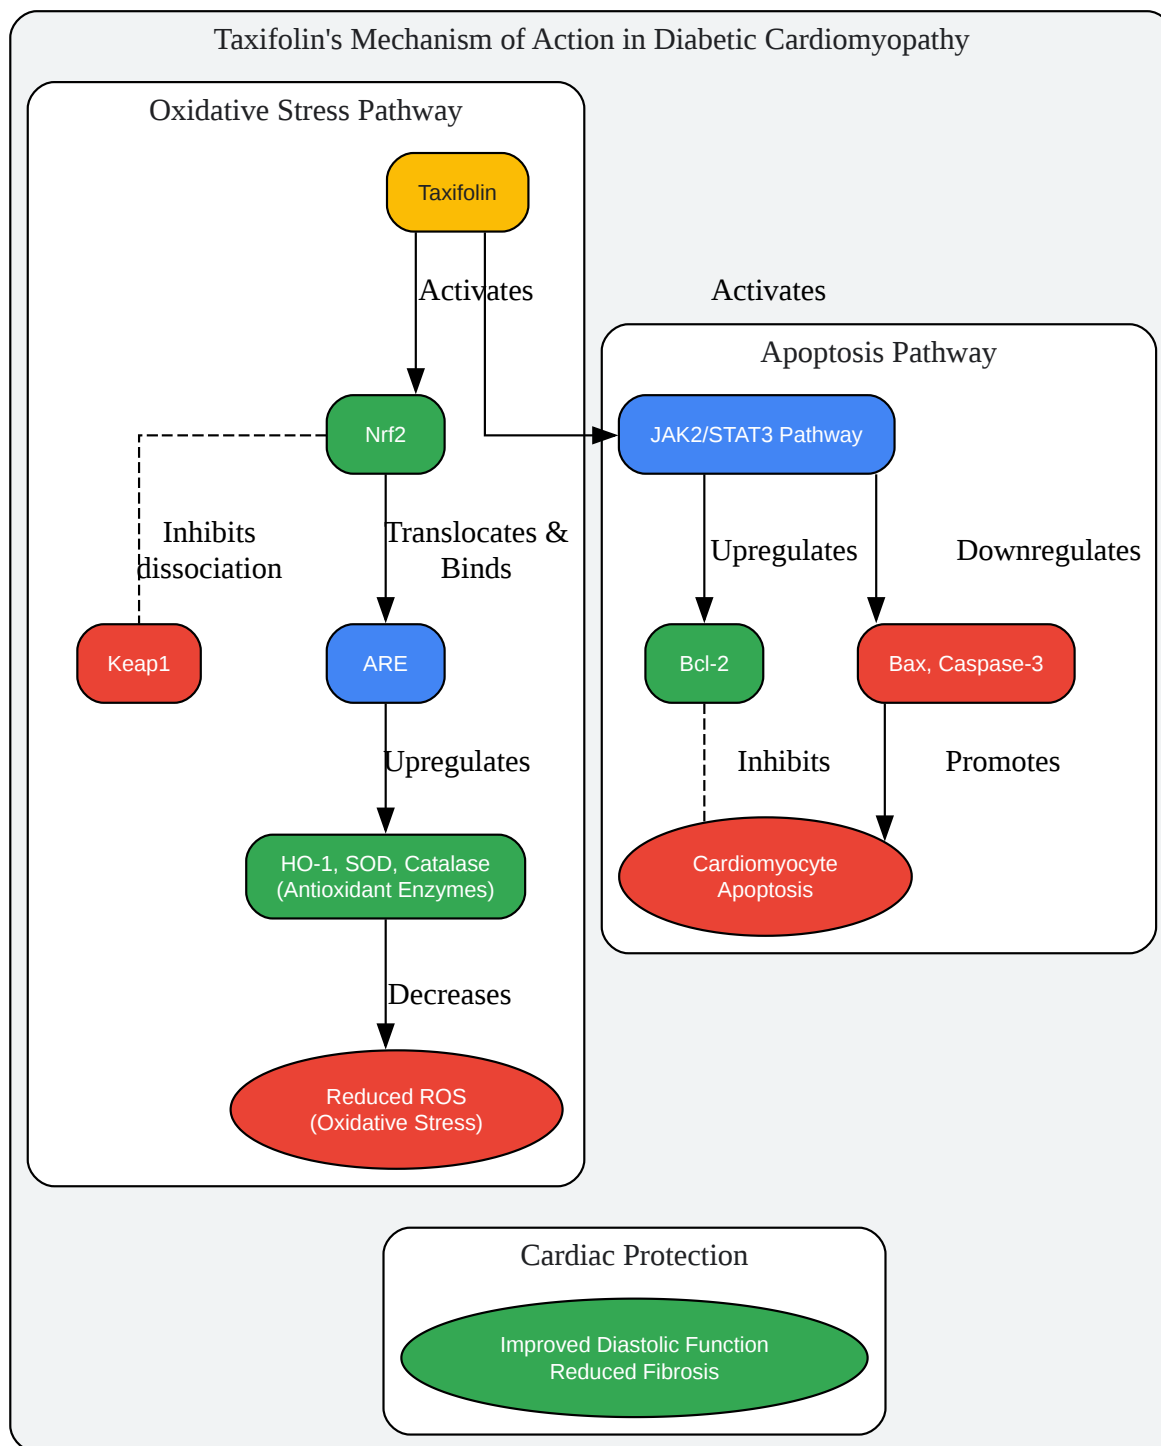 Taxifolin's Mechanism of Action in Diabetic Cardiomyopathy
Oxidative Stress Pathway
Taxifolin
Activates
Activates
Apoptosis Pathway
Nrf2
JAK2/STAT3 Pathway
Inhibits
dissociation
Translocates &
Binds
Upregulates
Downregulates
Keap1
ARE
Bcl-2
Bax, Caspase-3
Upregulates
Inhibits
Promotes
HO-1, SOD, Catalase
(Antioxidant Enzymes)
Cardiomyocyte
Apoptosis
Decreases
Reduced ROS
(Oxidative Stress)
Cardiac Protection
Improved Diastolic Function
Reduced Fibrosis